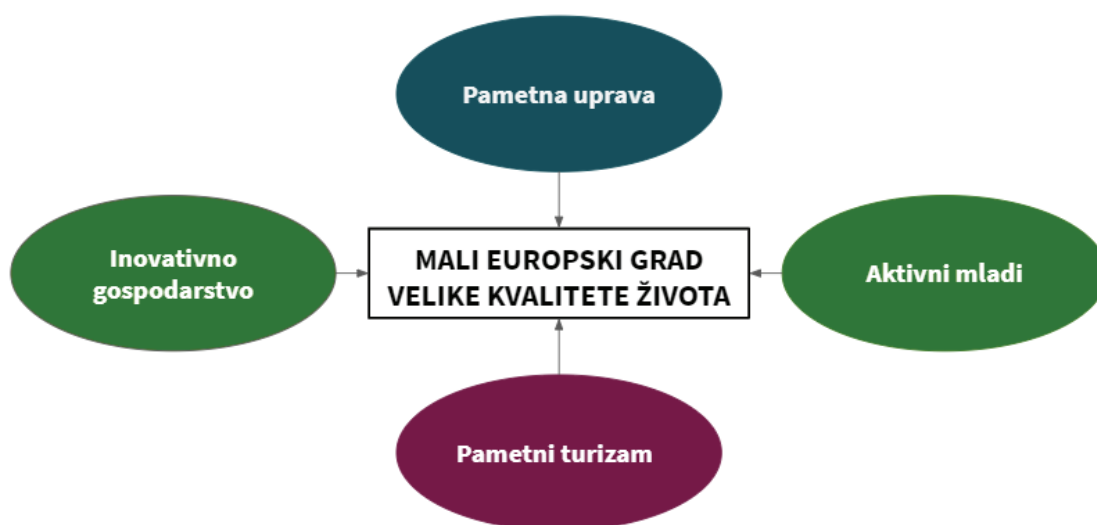 Pametna uprava
Inovativno
gospodarstvo
MALI EUROPSKI GRAD
VELIKE KVALITETE ŽIVOTA
Aktivni mladi
Pametni turizam